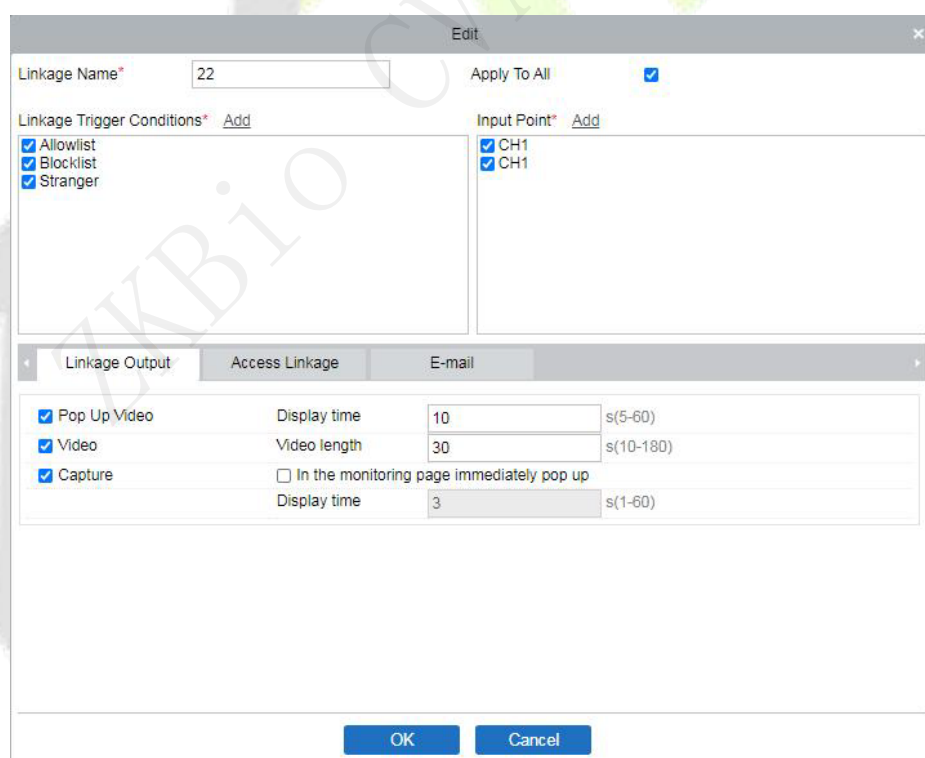 Edit
Linkage Name* 22 Apply To All
Linkage Trigger Conditions* Add Input Point* Add
Allowlist CH1
Blocklist CH1
Stranger
Linkage Output Access Linkage E-mail
Pop Up Video Display time 10 s(5-60)
Video Video length 30 s(10-180)
Capture In the monitoring page immediately pop up
Display time 3 s(1-60)
OK Cancel
ZKBio CV